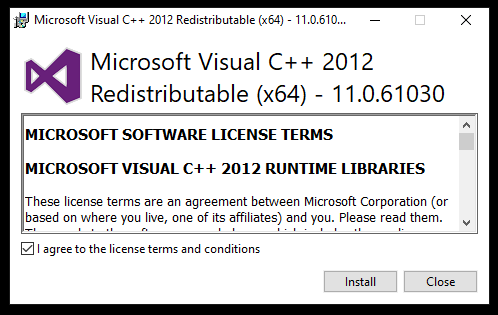 Microsoft Visual C++ 2012 Redistributable (x64) - 11.0.610...
Microsoft Visual C++ 2012
Redistributable (x64) - 11.0.61030
MICROSOFT SOFTWARE LICENSE TERMS
MICROSOFT VISUAL C++ 2012 RUNTIME LIBRARIES
These license terms are an agreement between Microsoft Corporation (or
based on where you live, one of its affiliates) and you. Please read them.
I agree to the license terms and conditions
Install
Close